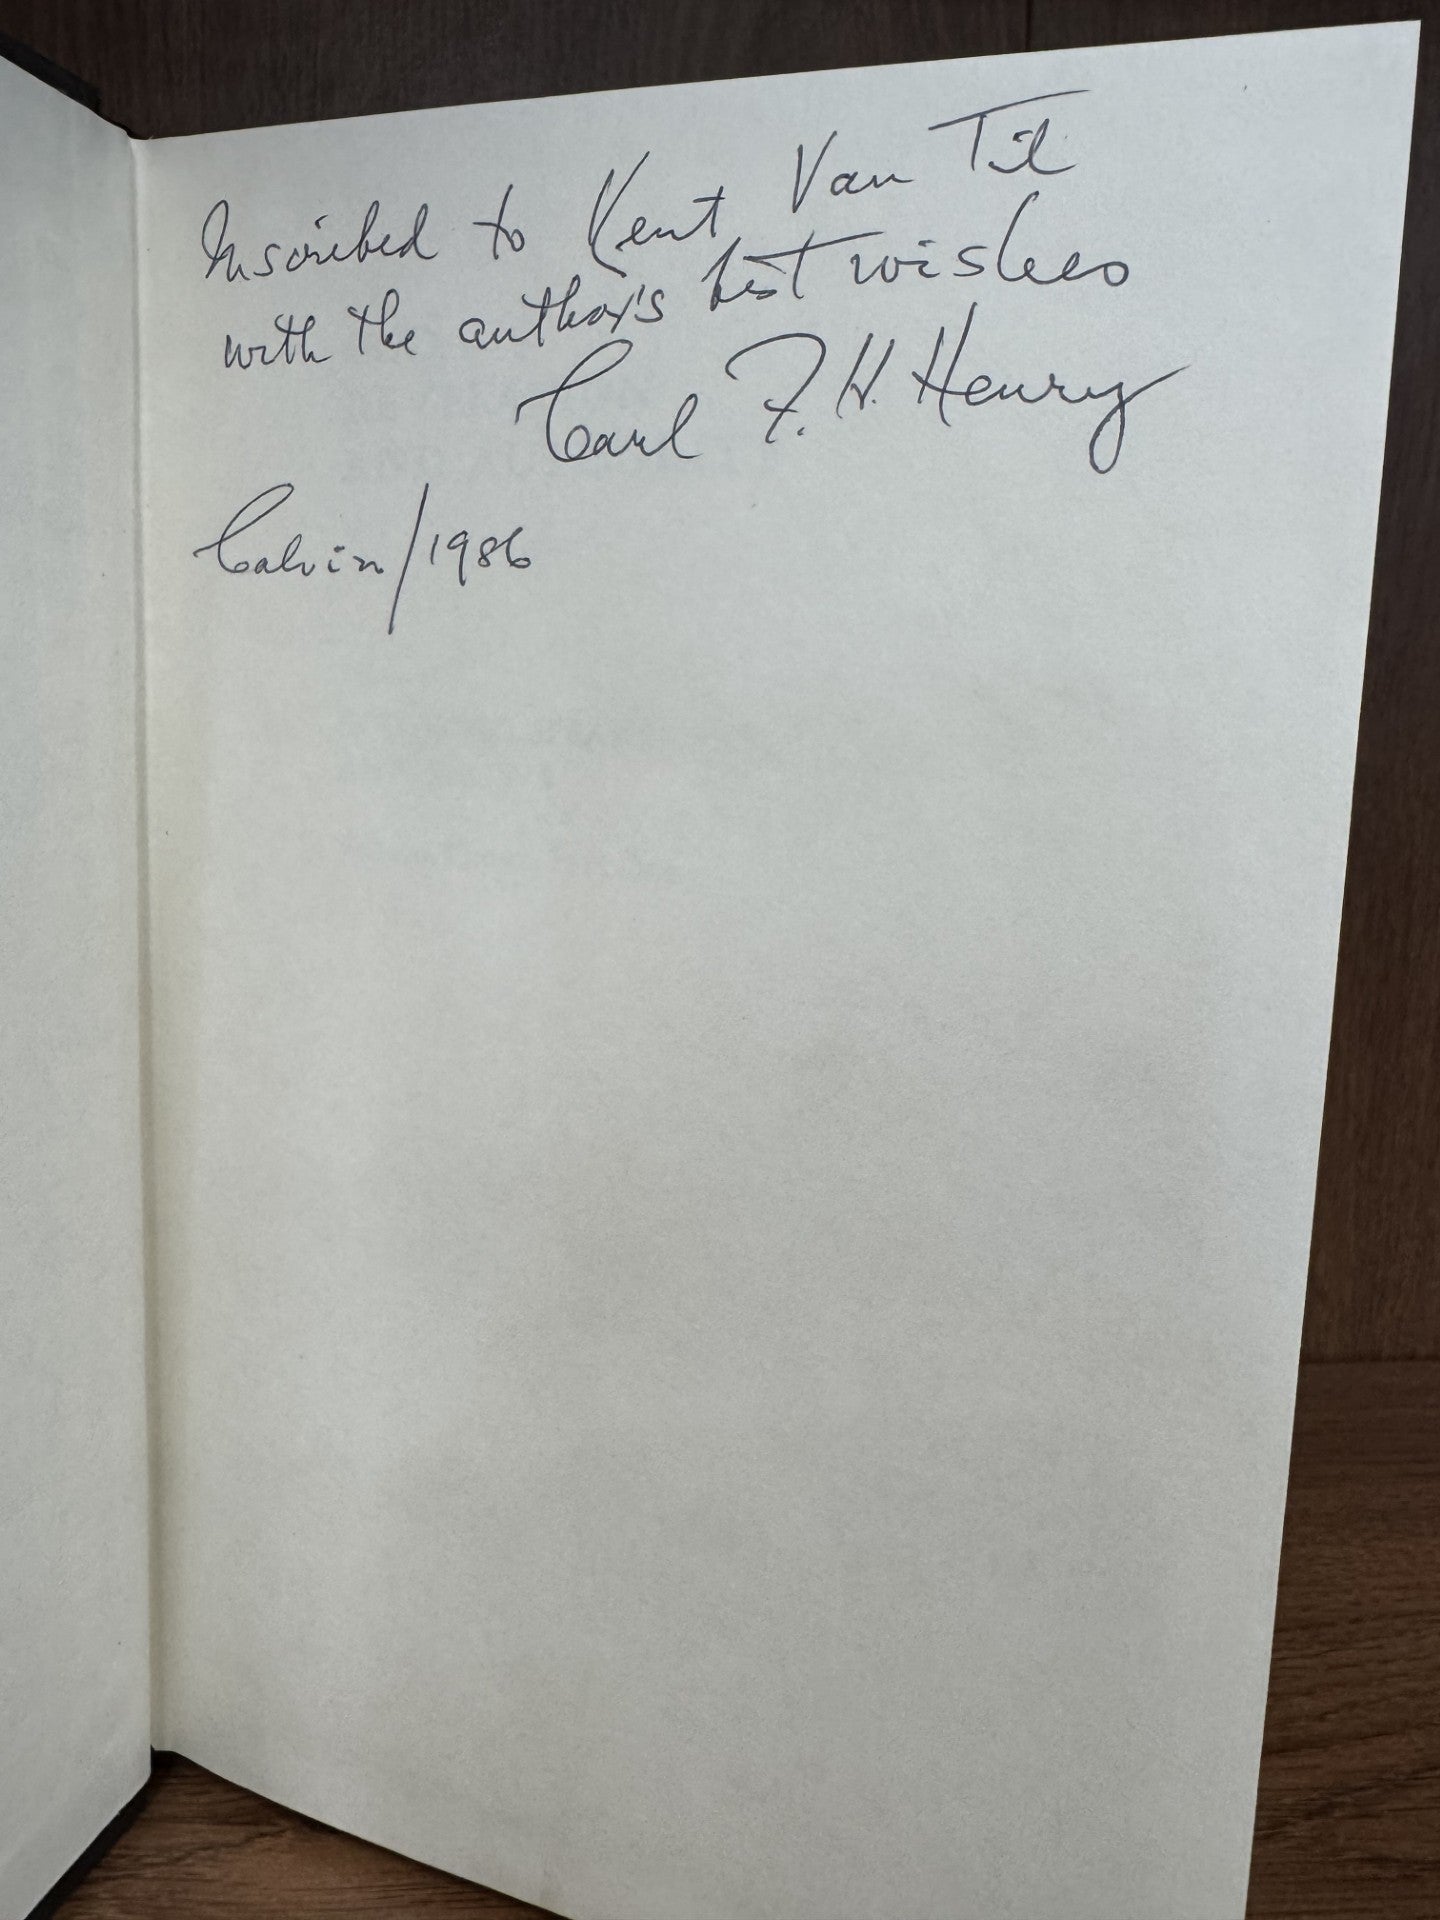 Inscribed to Kent Van Til
with the author's best wishes
Carl F. H. Henry
Calvin/1986